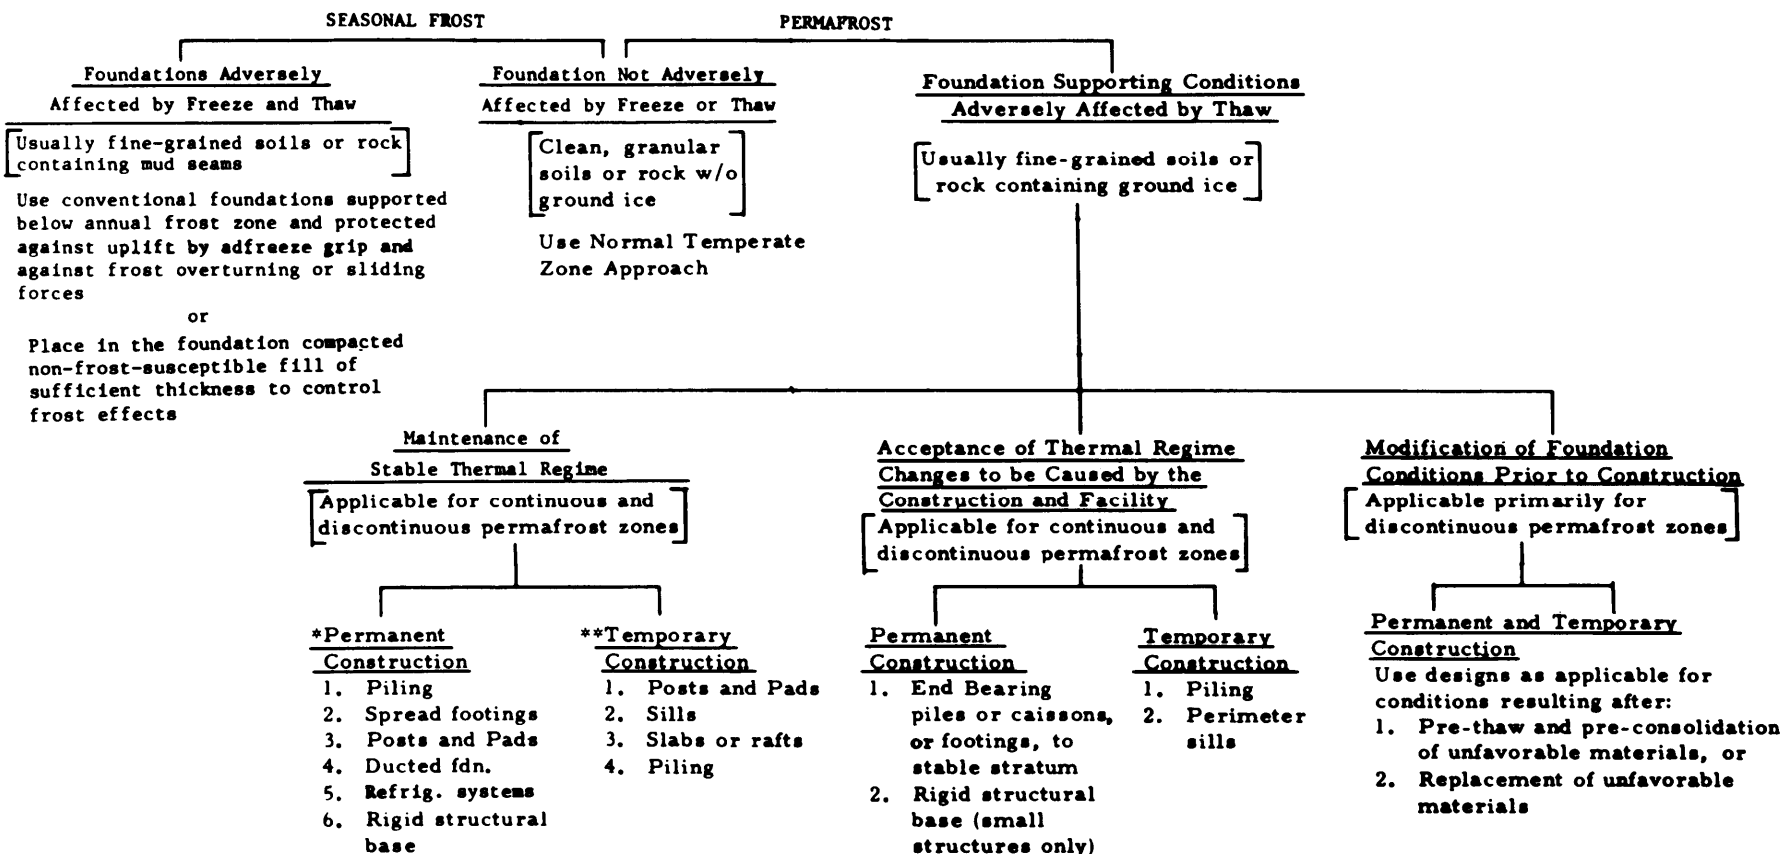 SEASONAL FROST
PERMAFROST
Foundations Adversely
Affected by Freeze and Thaw
Usually fine-grained soils or rock
containing mud seams
Use conventional foundations supported
below annual frost zone and protected
against uplift by adfreeze grip and
against frost overturning or sliding
forces
or
Place in the foundation compacted
non-frost-susceptible fill of
sufficient thickness to control
frost effects
Foundation Not Adversely
Affected by Freeze or Thaw
Clean, granular
soils or rock w/o
ground ice
Use Normal Temperate
Zone Approach
Foundation Supporting Conditions
Adversely Affected by Thaw
Usually fine-grained soils or
rock containing ground ice
Maintenance of
Stable Thermal Regime
Applicable for continuous and
discontinuous permafrost zones
*Permanent
Construction
1. Piling
2. Spread footings
3. Posts and Pads
4. Ducted fdn.
5. Refrig. systems
6. Rigid structural
base
**Temporary
Construction
1. Posts and Pads
2. Sills
3. Slabs or rafts
4. Piling
Acceptance of Thermal Regime
Changes to be Caused by the
Construction and Facility
Applicable for continuous and
discontinuous permafrost zones
Permanent
Construction
1. End Bearing
piles or caissons,
or footings, to
stable stratum
2. Rigid structural
base (small
structures only)
Temporary
Construction
1. Piling
2. Perimeter
sills
Modification of Foundation
Conditions Prior to Construction
Applicable primarily for
discontinuous permafrost zones
Permanent and Temporary
Construction
Use designs as applicable for
conditions resulting after:
1. Pre-thaw and pre-consolidation
of unfavorable materials, or
2. Replacement of unfavorable
materials